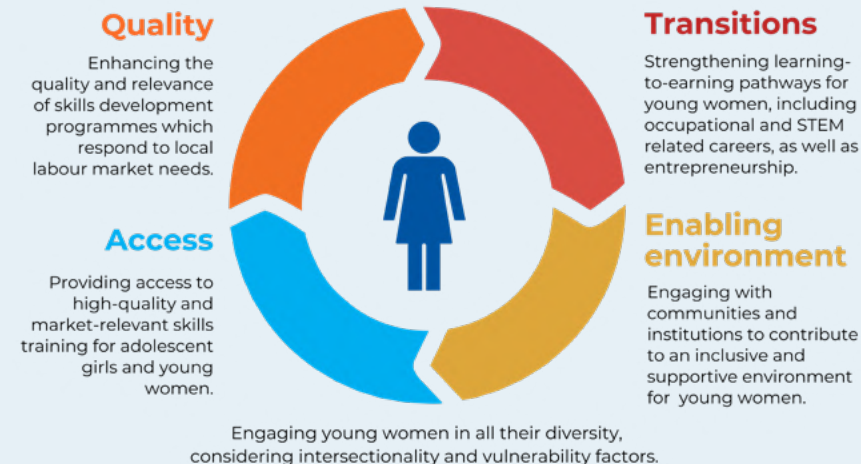 Quality
Enhancing the
quality and relevance
of skills development
programmes which
respond to local
labour market needs.
Transitions
Strengthening learning-
to-earning pathways for
young women, including
occupational and STEM
related careers, as well as
entrepreneurship.
Access
Providing access to
high-quality and
market-relevant skills
training for adolescent
girls and young
women.
Enabling
environment
Engaging with
communities and
institutions to contribute
to an inclusive and
supportive environment
for young women.
Engaging young women in all their diversity,
considering intersectionality and vulnerability factors.